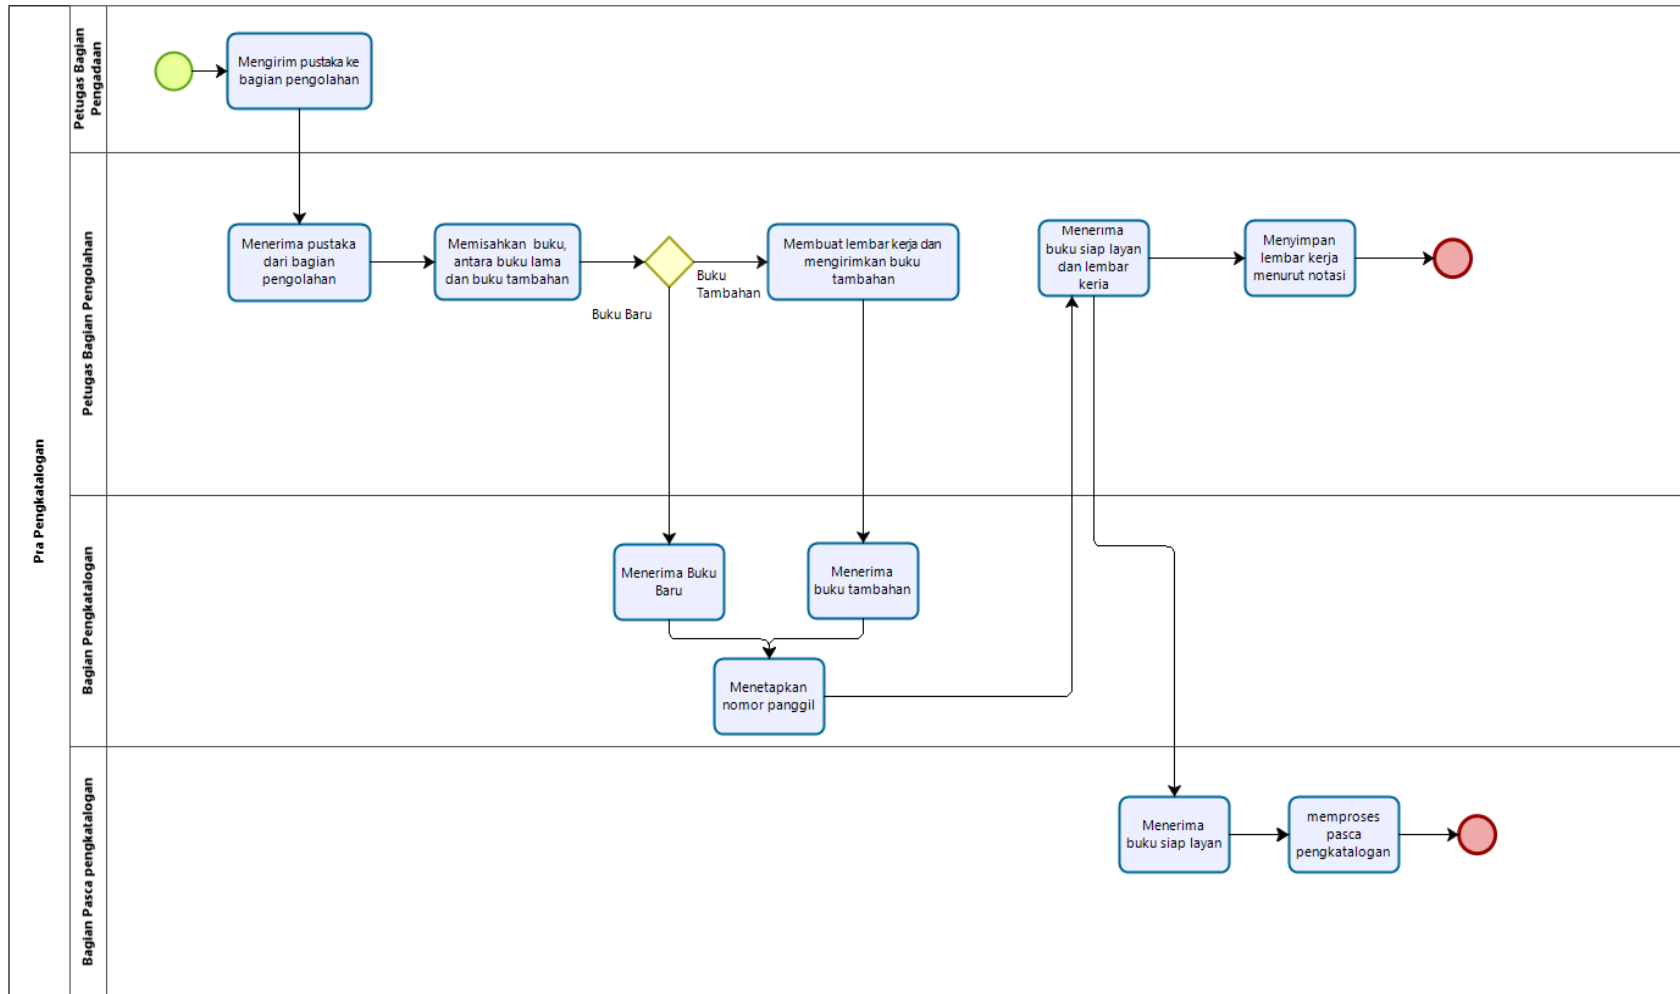 Pra Pengkatalogan
Petugas Bagian
Pengadaan
Mengirim pustaka ke
bagian pengolahan
Petugas Bagian Pengolahan
Menerima pustaka
dari bagian
pengolahan
Memisahkan buku,
antara buku lama
dan buku tambahan
Buku
Tambahan
Buku Baru
Membuat lembar kerja dan
mengirimkan buku
tambahan
Menerima
buku siap layan
dan lembar
kerja
Menyimpan
lembar kerja
menurut notasi
Bagian Pengkatalogan
Menerima Buku
Baru
Menerima
buku tambahan
Menetapkan
nomor panggil
Bagian Pasca pengkatalogan
Menerima
buku siap layan
memproses
pasca
pengkatalogan